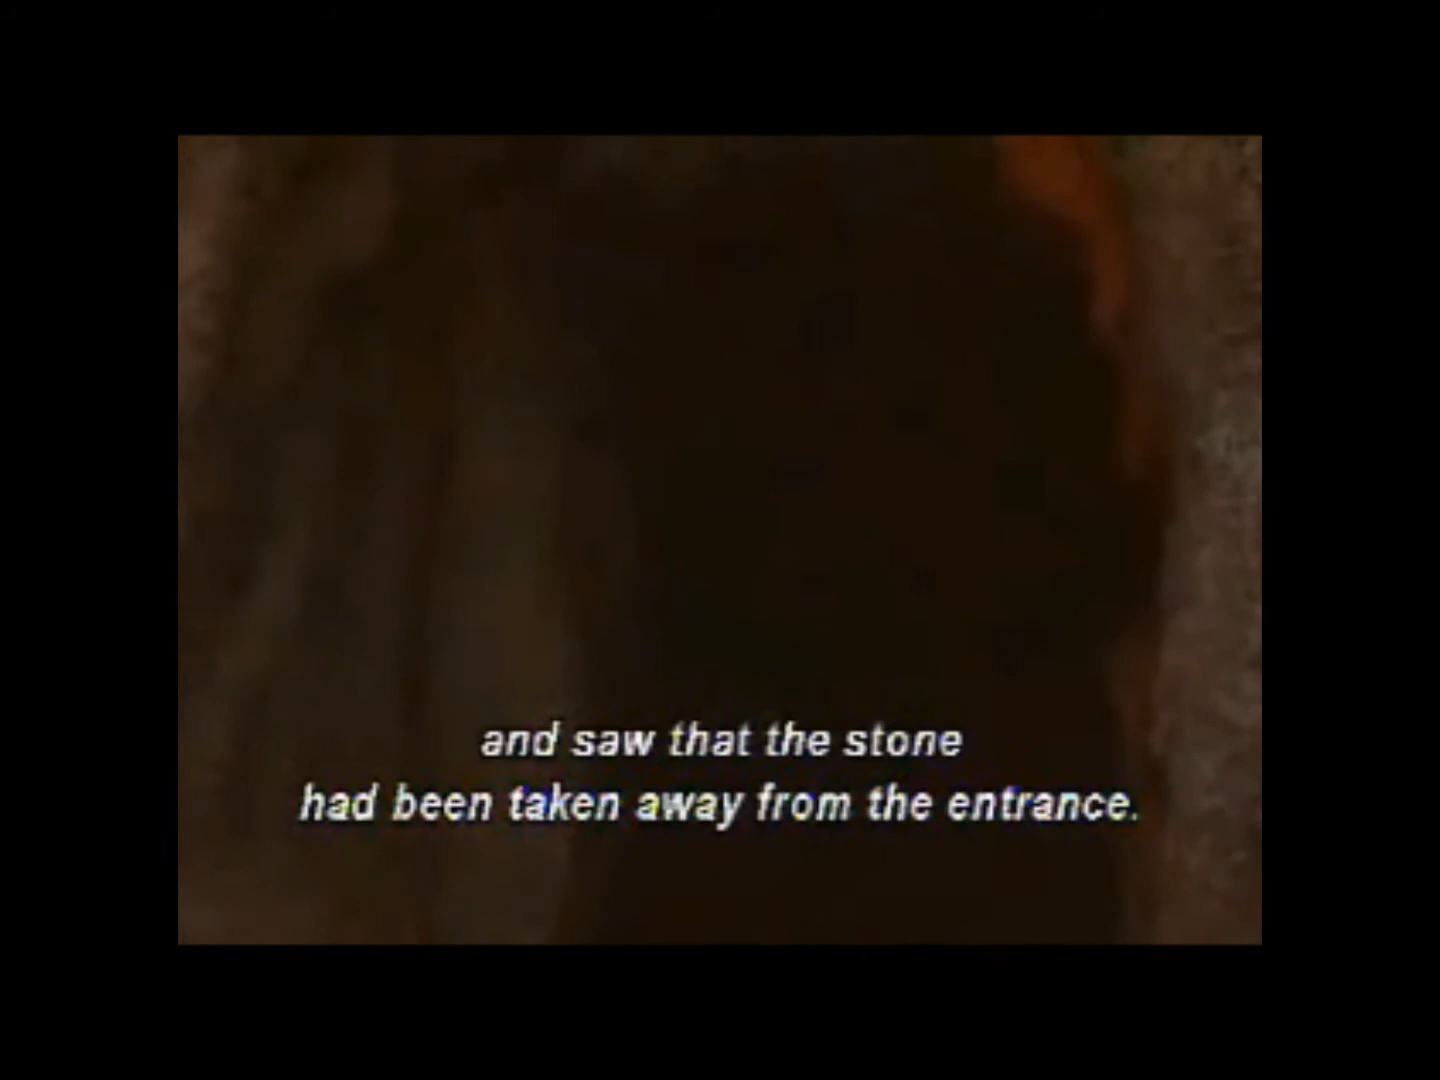 and saw that the stone
had been taken away from the entrance.